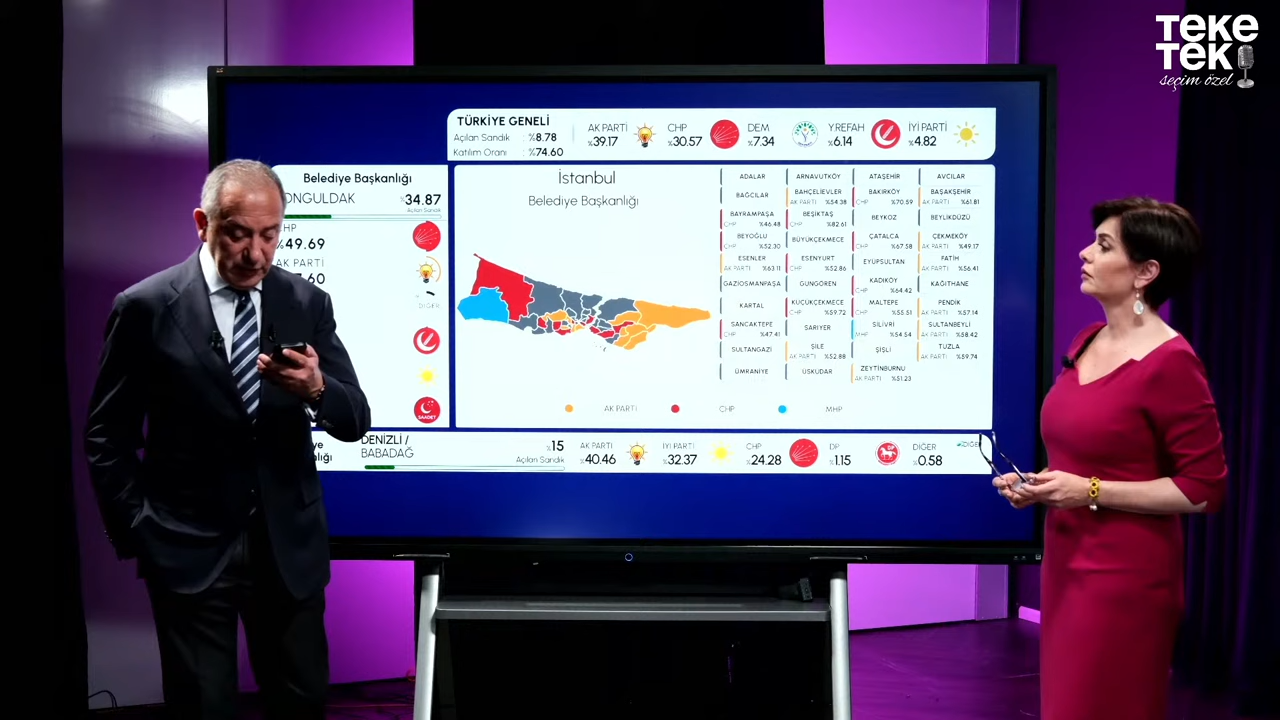 TEKE
TEK
seçim özel
TÜRKİYE GENELİ
Açılan Sandık : %8.78
Katılım Oranı : %74.60
AK PARTİ %39.17
CHP %30.57
DEM %7.34
Y.REFAH %6.14
İYİ PARTİ %4.82
Belediye Başkanlığı
ONGULDAK %34.87
Açılan Sandık
CHP
%49.69
AK PARTİ
.60
DİĞER
SAADET
İstanbul
Belediye Başkanlığı
ADALAR
ARNAVUTKÖY
ATAŞEHİR
AVCILAR
BAĞCILAR
BAHÇELİEVLER
AK PARTİ %54.38
BAKIRKÖY
CHP %70.59
BAŞAKŞEHİR
AK PARTİ %61.81
BAYRAMPAŞA
CHP %46.48
BEŞİKTAŞ
CHP %82.61
BEYKOZ
BEYLİKDÜZÜ
BEYOĞLU
CHP %52.30
BÜYÜKÇEKMECE
ÇATALCA
CHP %67.58
ÇEKMEKÖY
AK PARTİ %49.17
ESENLER
AK PARTİ %63.11
ESENYURT
CHP %52.86
EYÜPSULTAN
FATİH
AK PARTİ %56.41
GAZİOSMANPAŞA
GÜNGÖREN
KADIKÖY
CHP %64.42
KAĞITHANE
KARTAL
KÜÇÜKÇEKMECE
CHP %59.72
MALTEPE
CHP %55.51
PENDİK
AK PARTİ %57.14
SANCAKTEPE
CHP %47.41
SARIYER
SİLİVRİ
MHP %54.54
SULTANBEYLİ
AK PARTİ %58.42
SULTANGAZİ
ŞİLE
AK PARTİ %52.88
ŞİŞLİ
TUZLA
AK PARTİ %59.74
ÜMRANİYE
ÜSKÜDAR
ZEYTİNBURNU
AK PARTİ %51.23
AK PARTİ
CHP
MHP
DENİZLİ /
BABADAĞ
%15
Açılan Sandık
AK PARTİ %40.46
İYİ PARTİ %32.37
CHP %24.28
DP %1.15
DP
DİĞER %0.58
DİĞER